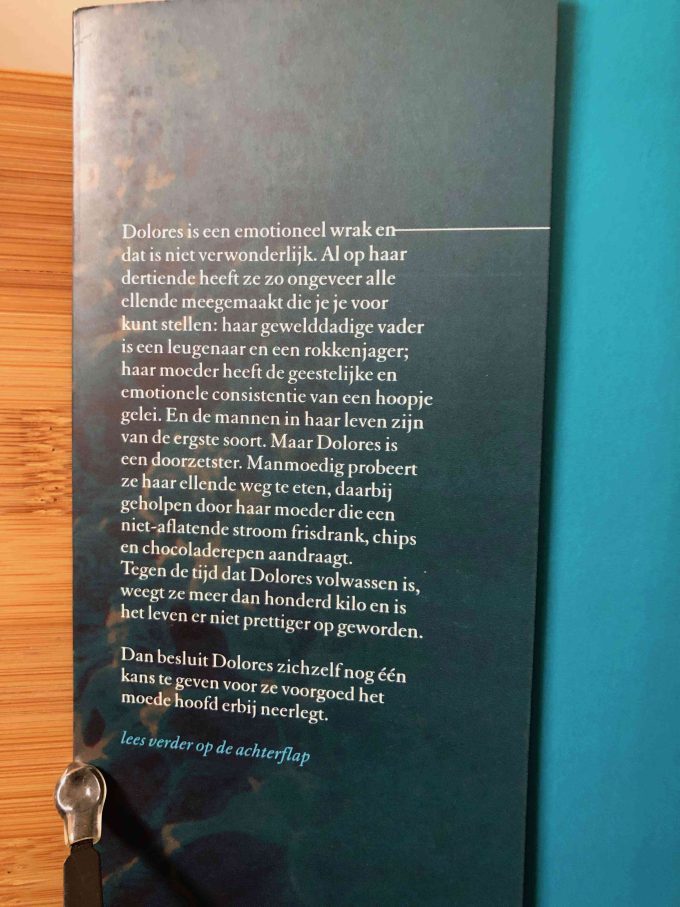 Dolores is een emotioneel wrak en
dat is niet verwonderlijk. Al op haar
dertiende heeft ze zo ongeveer alle
ellende meegemaakt die je je voor
kunt stellen: haar gewelddadige vader
is een leugenaar en een rokkenjager;
haar moeder heeft de geestelijke en
emotionele consistentie van een hoopje
gelei. En de mannen in haar leven zijn
van de ergste soort. Maar Dolores is
een doorzetster. Manmoedig probeert
ze haar ellende weg te eten, daarbij
geholpen door haar moeder die een
niet-aflatende stroom frisdrank, chips
en chocoladerepen aandraagt.
Tegen de tijd dat Dolores volwassen is,
weegt ze meer dan honderd kilo en is
het leven er niet prettiger op geworden.
Dan besluit Dolores zichzelf nog één
kans te geven voor ze voorgoed het
moede hoofd erbij neerlegt.
lees verder op de achterflap